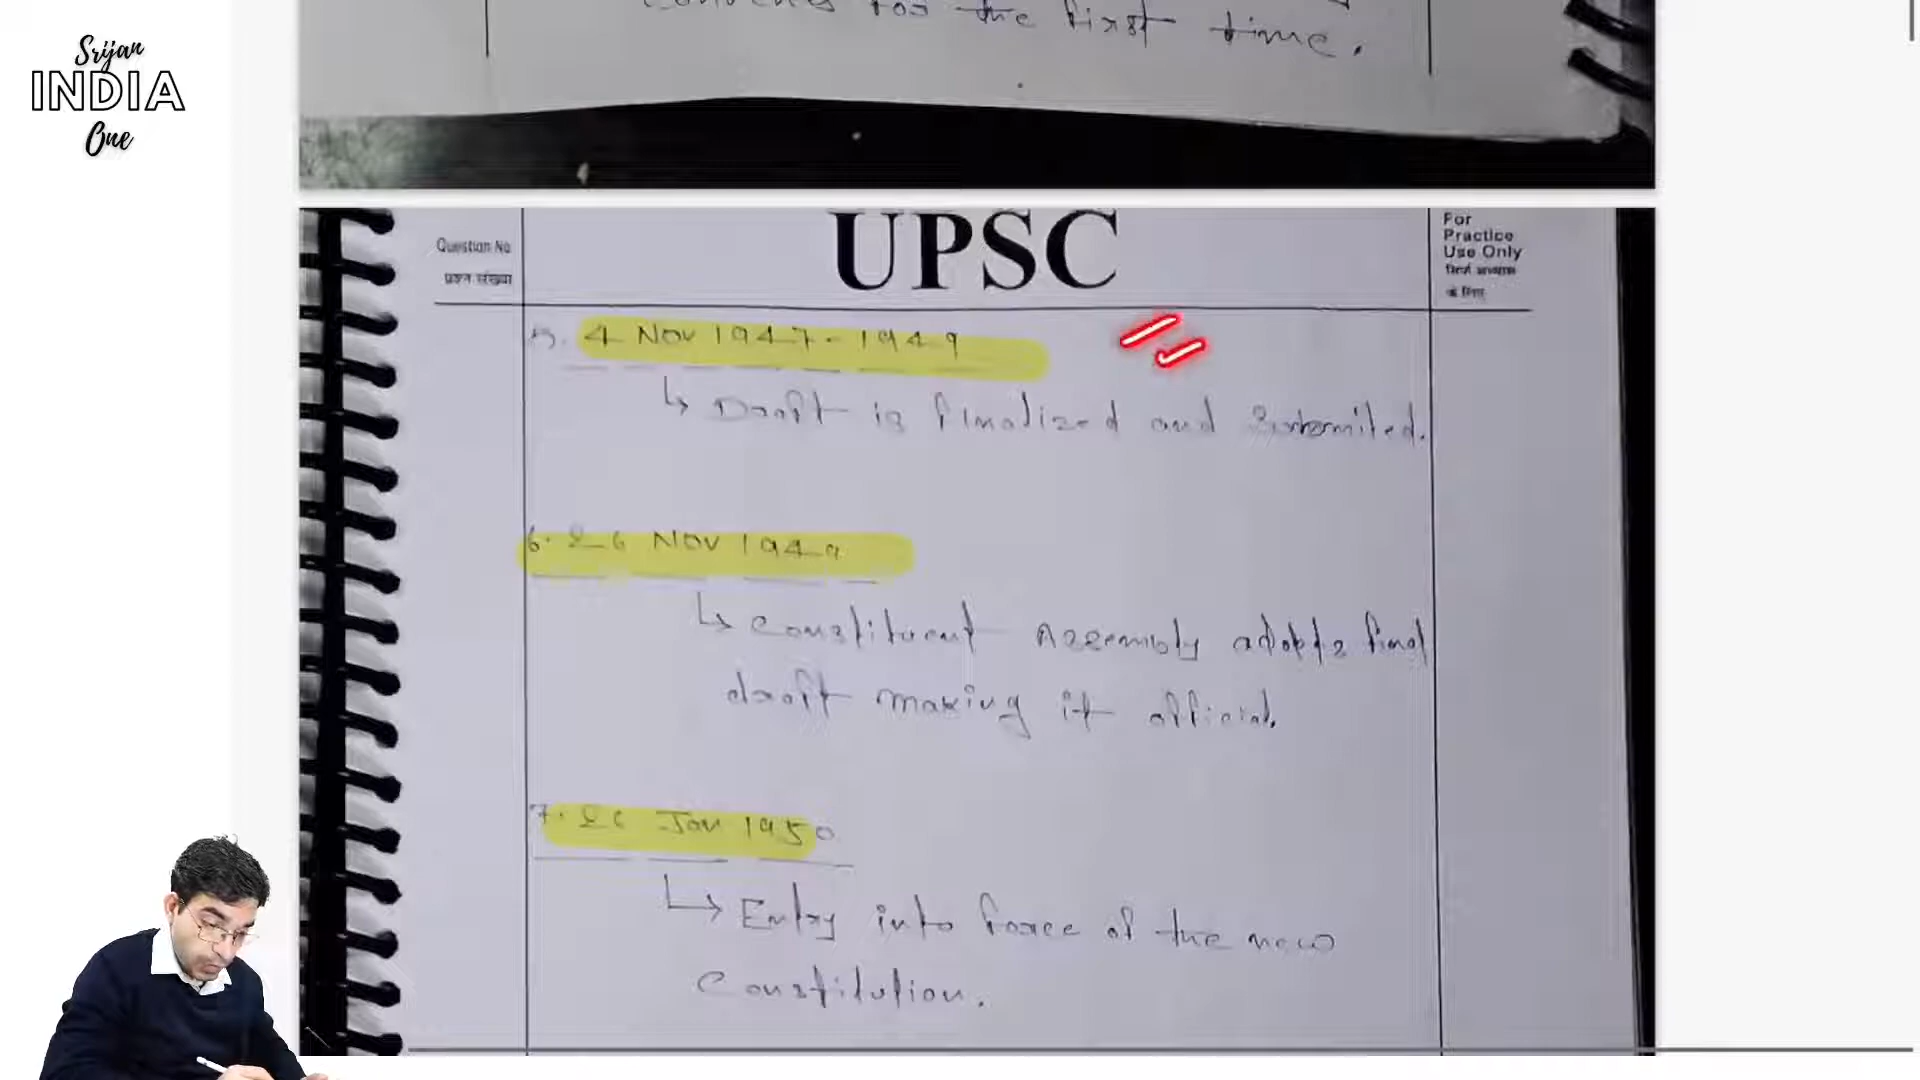 Srijan
INDIA
One
for the first time.
UPSC
Question No
प्रश्न संख्या
For
Practice
Use Only
सिर्फ अभ्यास
के लिए
5. 4 Nov 1947-1949
↳ Draft is finalized and submited.
6. 26 Nov 1949
↳ Constituent Assembly adopts final
draft making it official.
7. 26 Jan 1950
↳ Entry into force of the new
Constitution.